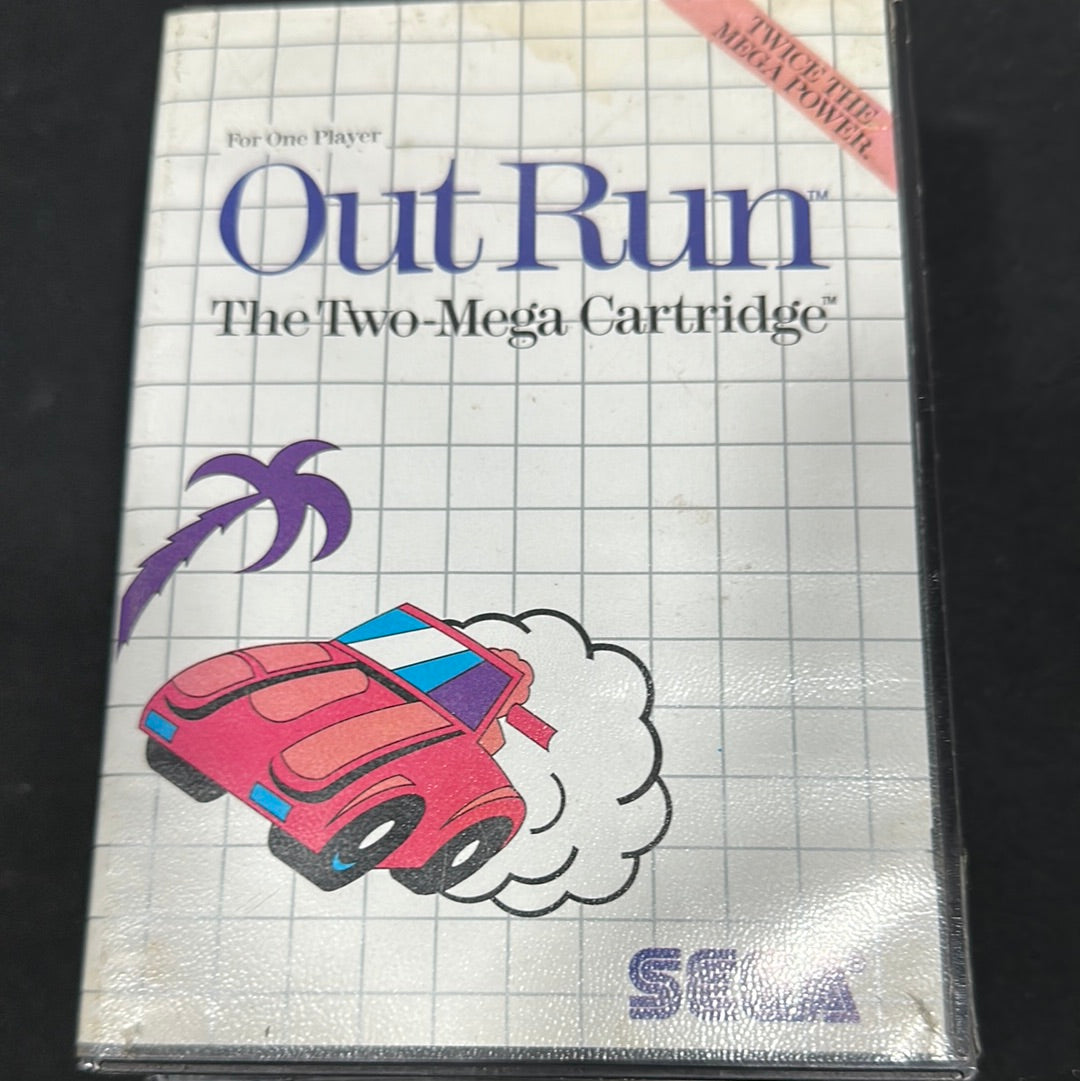 TWICE THE
MEGA POWER.
For One Player
Out Run™
The Two-Mega Cartridge™
SEGA®